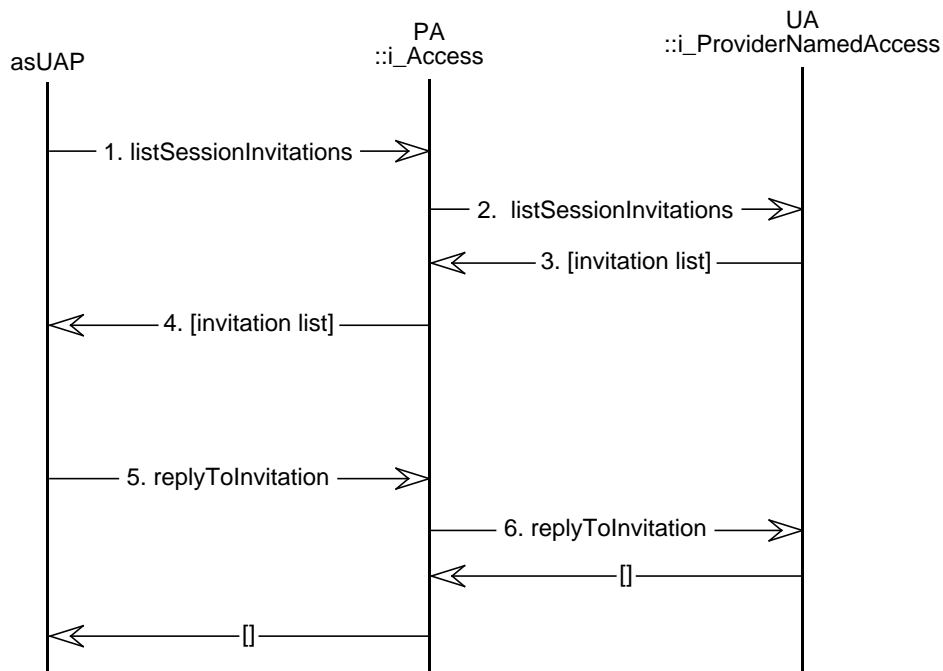 asUAP
PA
::i_Access
UA
::i_ProviderNamedAccess
1. listSessionInvitations
2. listSessionInvitations
3. [invitation list]
4. [invitation list]
5. replyToInvitation
6. replyToInvitation
[]
[]